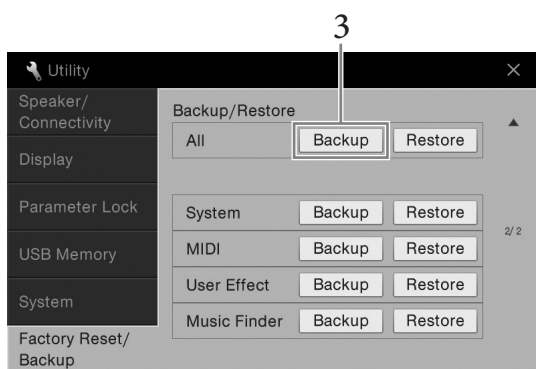 3
Utility
Speaker/
Connectivity
Display
Parameter Lock
USB Memory
System
Factory Reset/
Backup
Backup/Restore
All Backup Restore
System Backup Restore
MIDI Backup Restore
User Effect Backup Restore
Music Finder Backup Restore
2/2